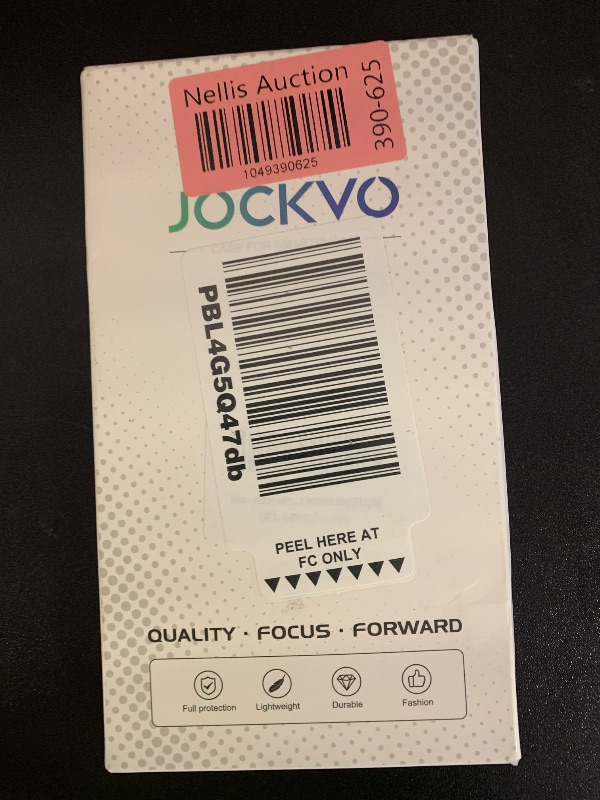 Nellis Auction
390-625
1049390625
JOCKVO
PBL4G5Q47db
PEEL HERE AT
FC ONLY
QUALITY · FOCUS · FORWARD
Full protection
Lightweight
Durable
Fashion